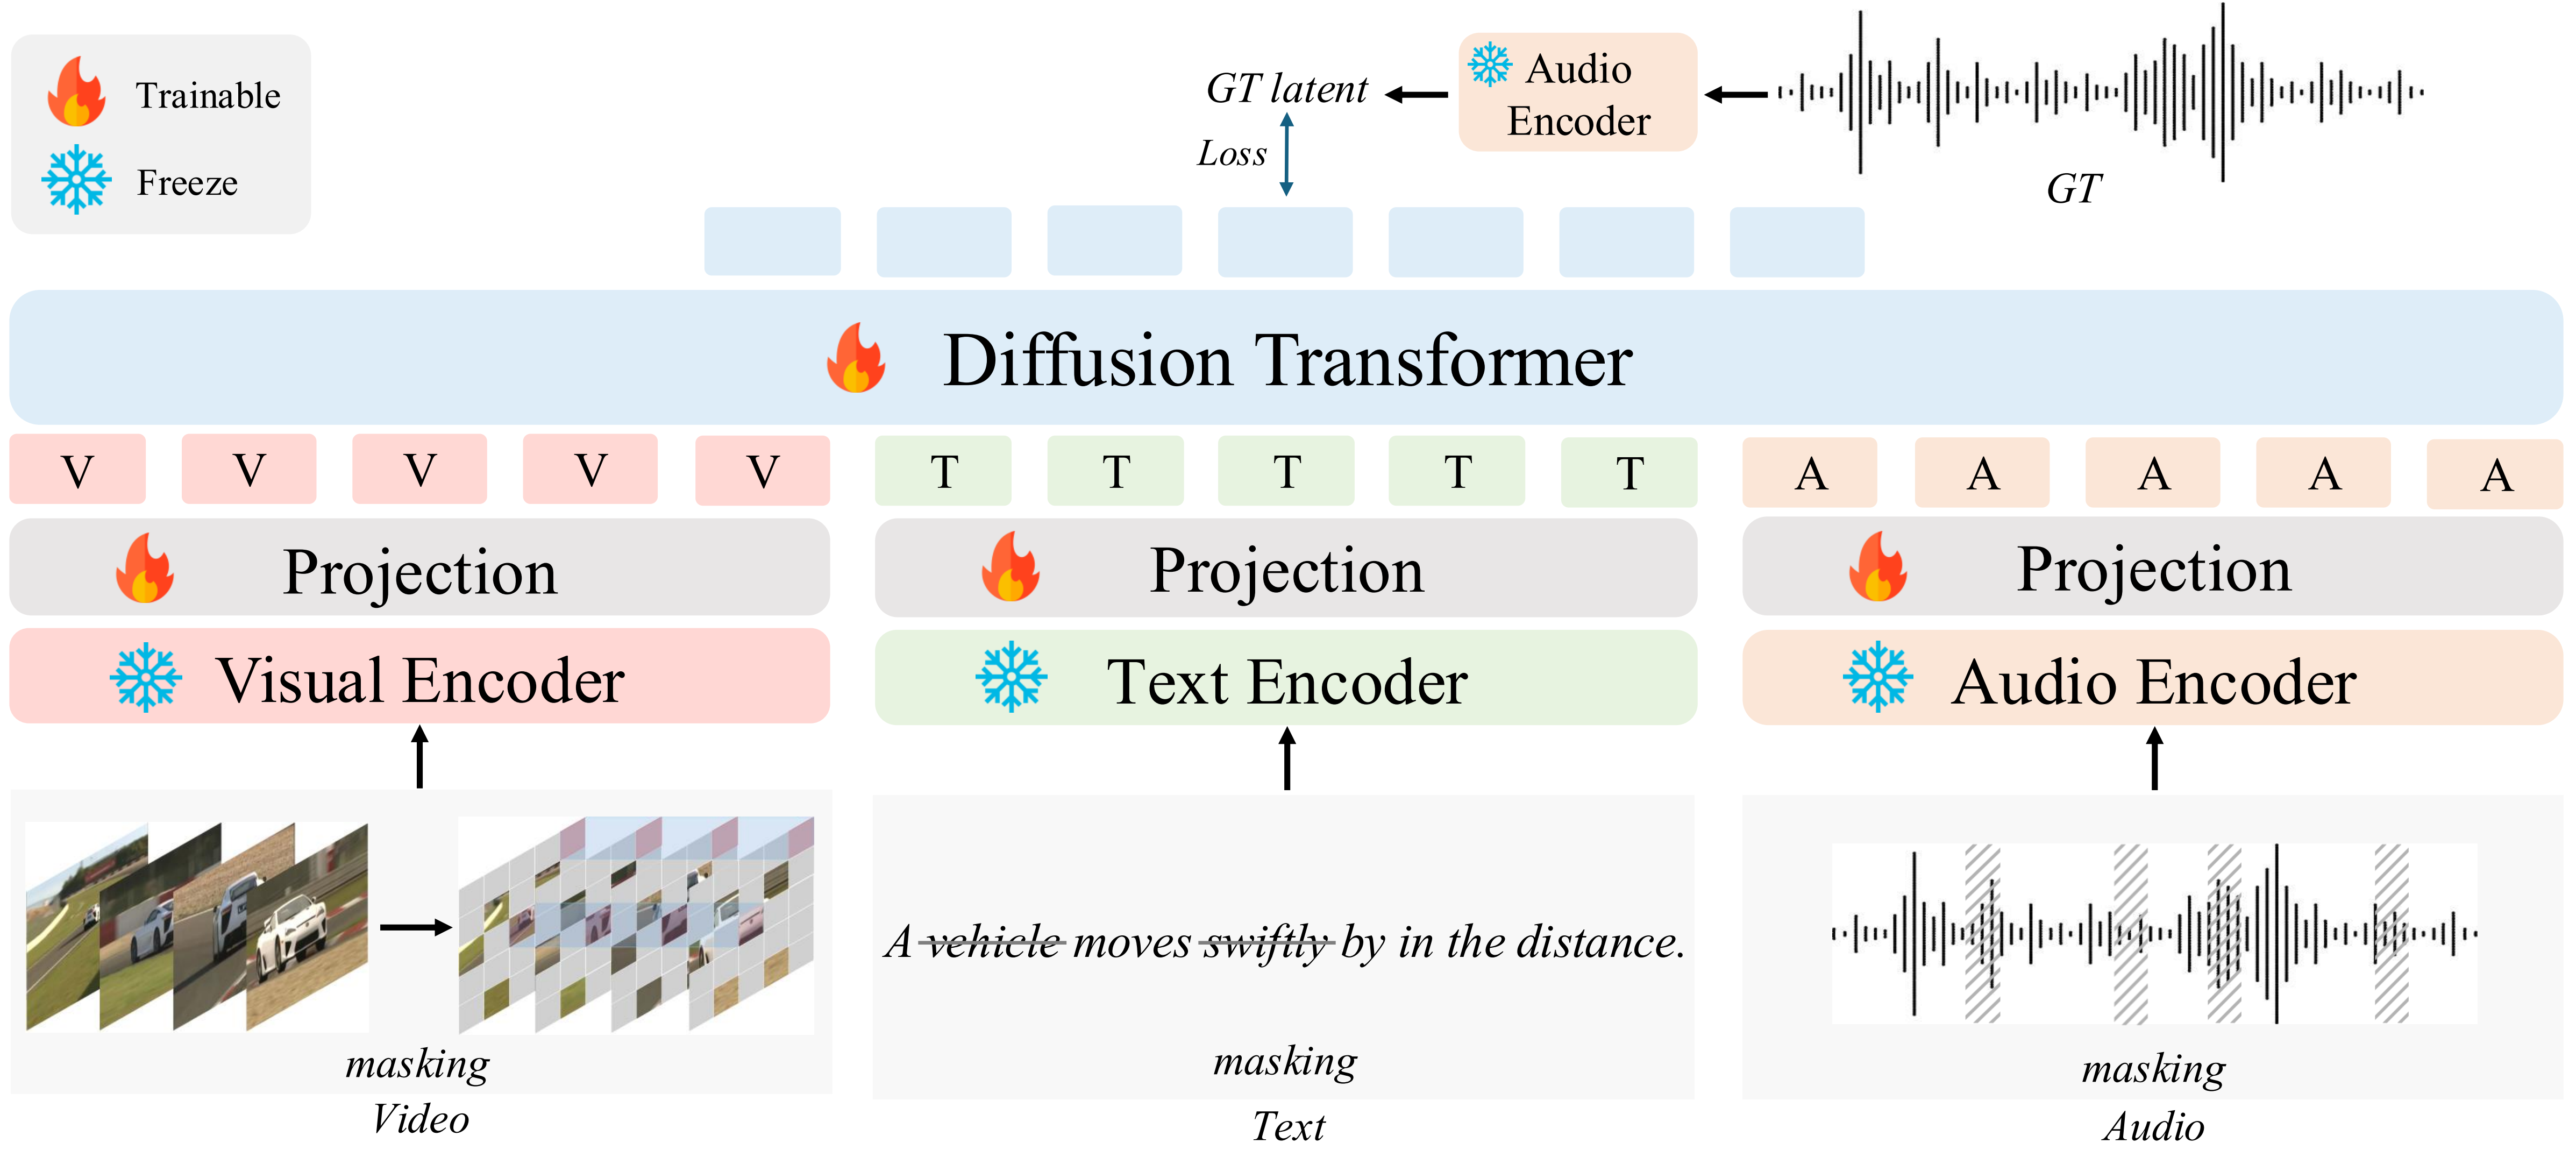 Trainable
Freeze
GT latent
Audio
Encoder
Loss
GT
Diffusion Transformer
V V V V V T T T T T A A A A A
Projection Projection Projection
Visual Encoder Text Encoder Audio Encoder
A vehicle moves swiftly by in the distance.
masking masking masking
Video Text Audio